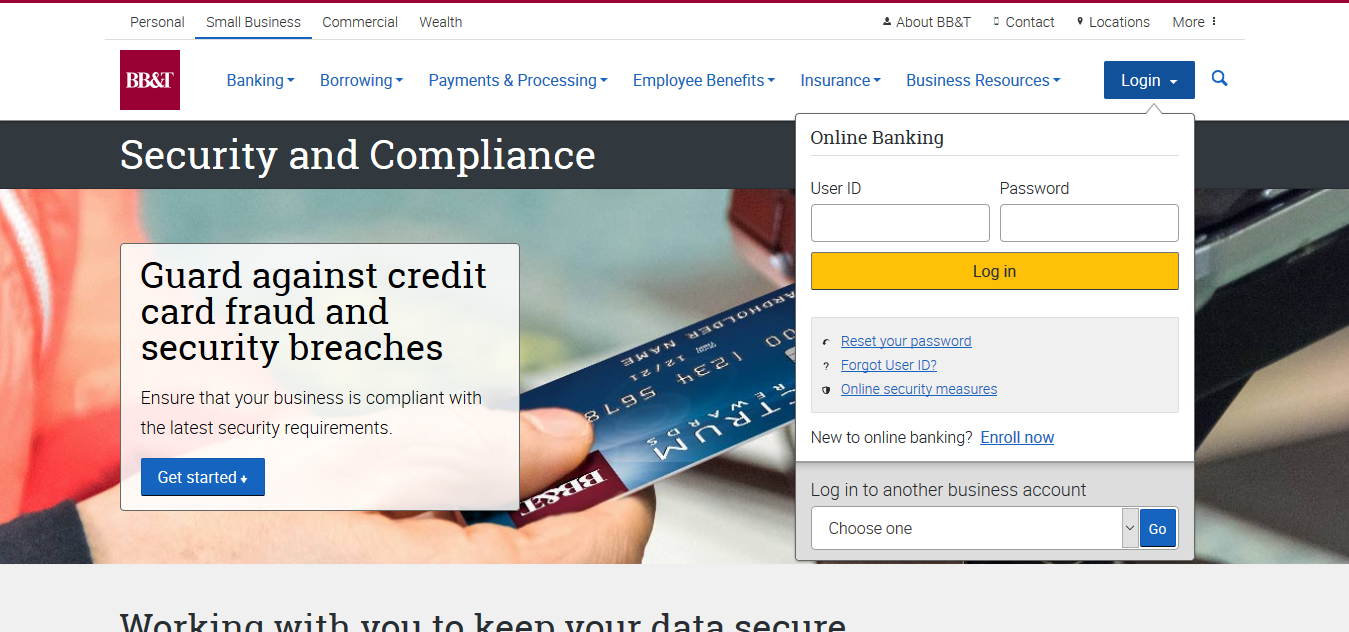 Personal Small Business Commercial Wealth About BB&T Contact Locations More
BB&T Banking Borrowing Payments & Processing Employee Benefits Insurance Business Resources Login
Security and Compliance
Online Banking
User ID Password
Log in
Reset your password
Forgot User ID?
Online security measures
New to online banking? Enroll now
Log in to another business account
Choose one Go
Guard against credit
card fraud and
security breaches
Ensure that your business is compliant with
the latest security requirements.
Get started
CARDHOLDER NAME
12/21
5678 1234 00
SPECTRUM
REWARDS
BB&T
Working with you to keep your data secure